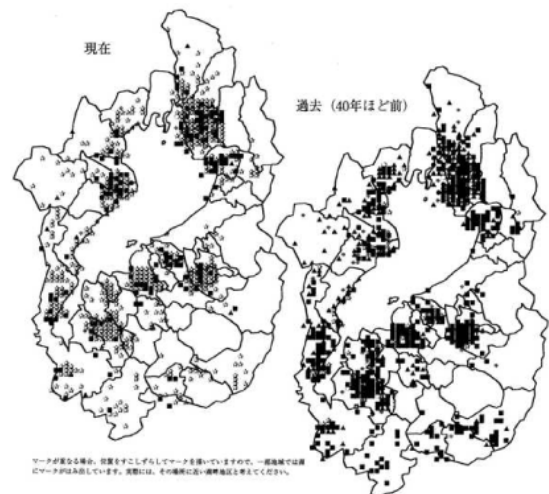 現在
過去（40年ほど前）
マークが重なる場合、位置をすこしずらしてマークを描いていますので、一部地域では湖
にマークがはみ出しています。実際には、その場所に近い湖畔地区と考えてください。